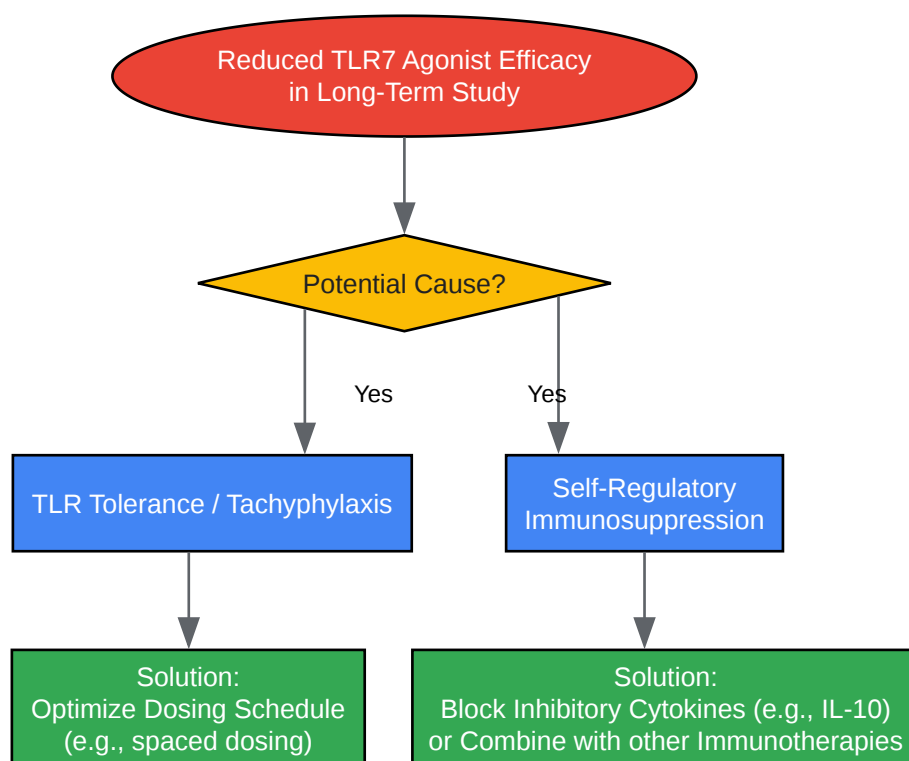 Reduced TLR7 Agonist Efficacy
in Long-Term Study
Potential Cause?
Yes
Yes
TLR Tolerance / Tachyphylaxis
Self-Regulatory
Immunosuppression
Solution:
Optimize Dosing Schedule
(e.g., spaced dosing)
Solution:
Block Inhibitory Cytokines (e.g., IL-10)
or Combine with other Immunotherapies